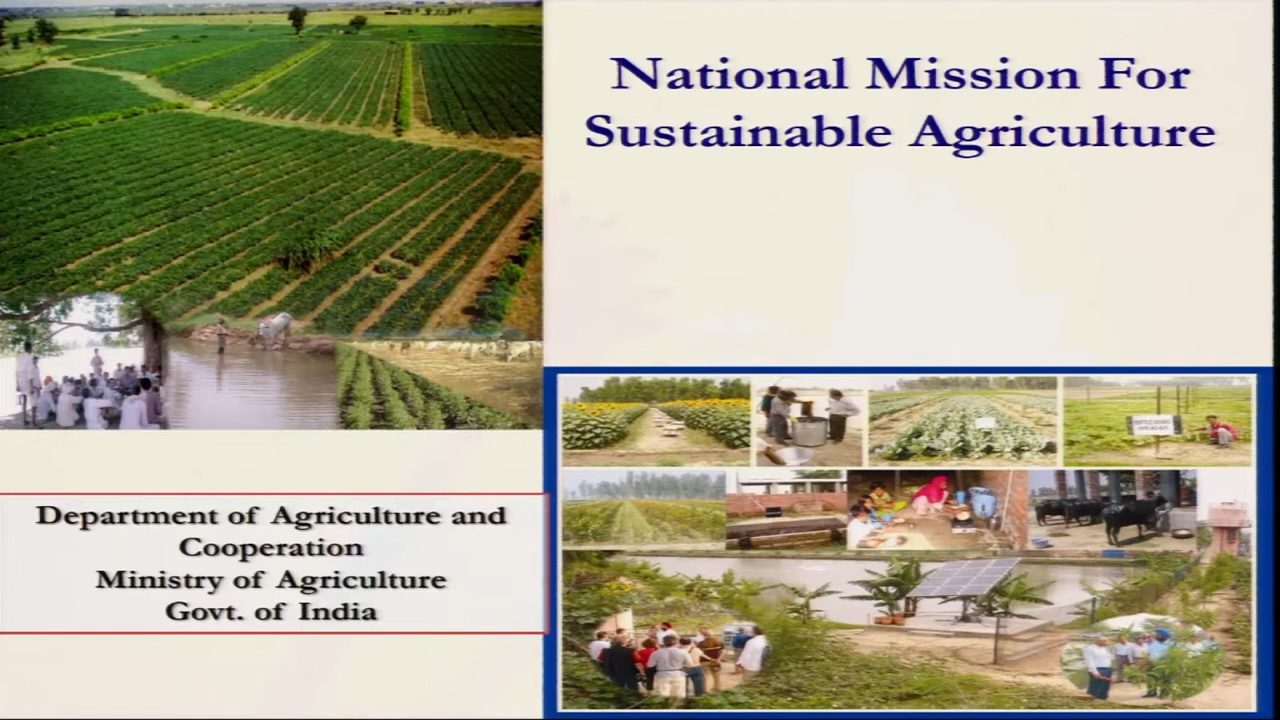 National Mission For
Sustainable Agriculture
Department of Agriculture and
Cooperation
Ministry of Agriculture
Govt. of India